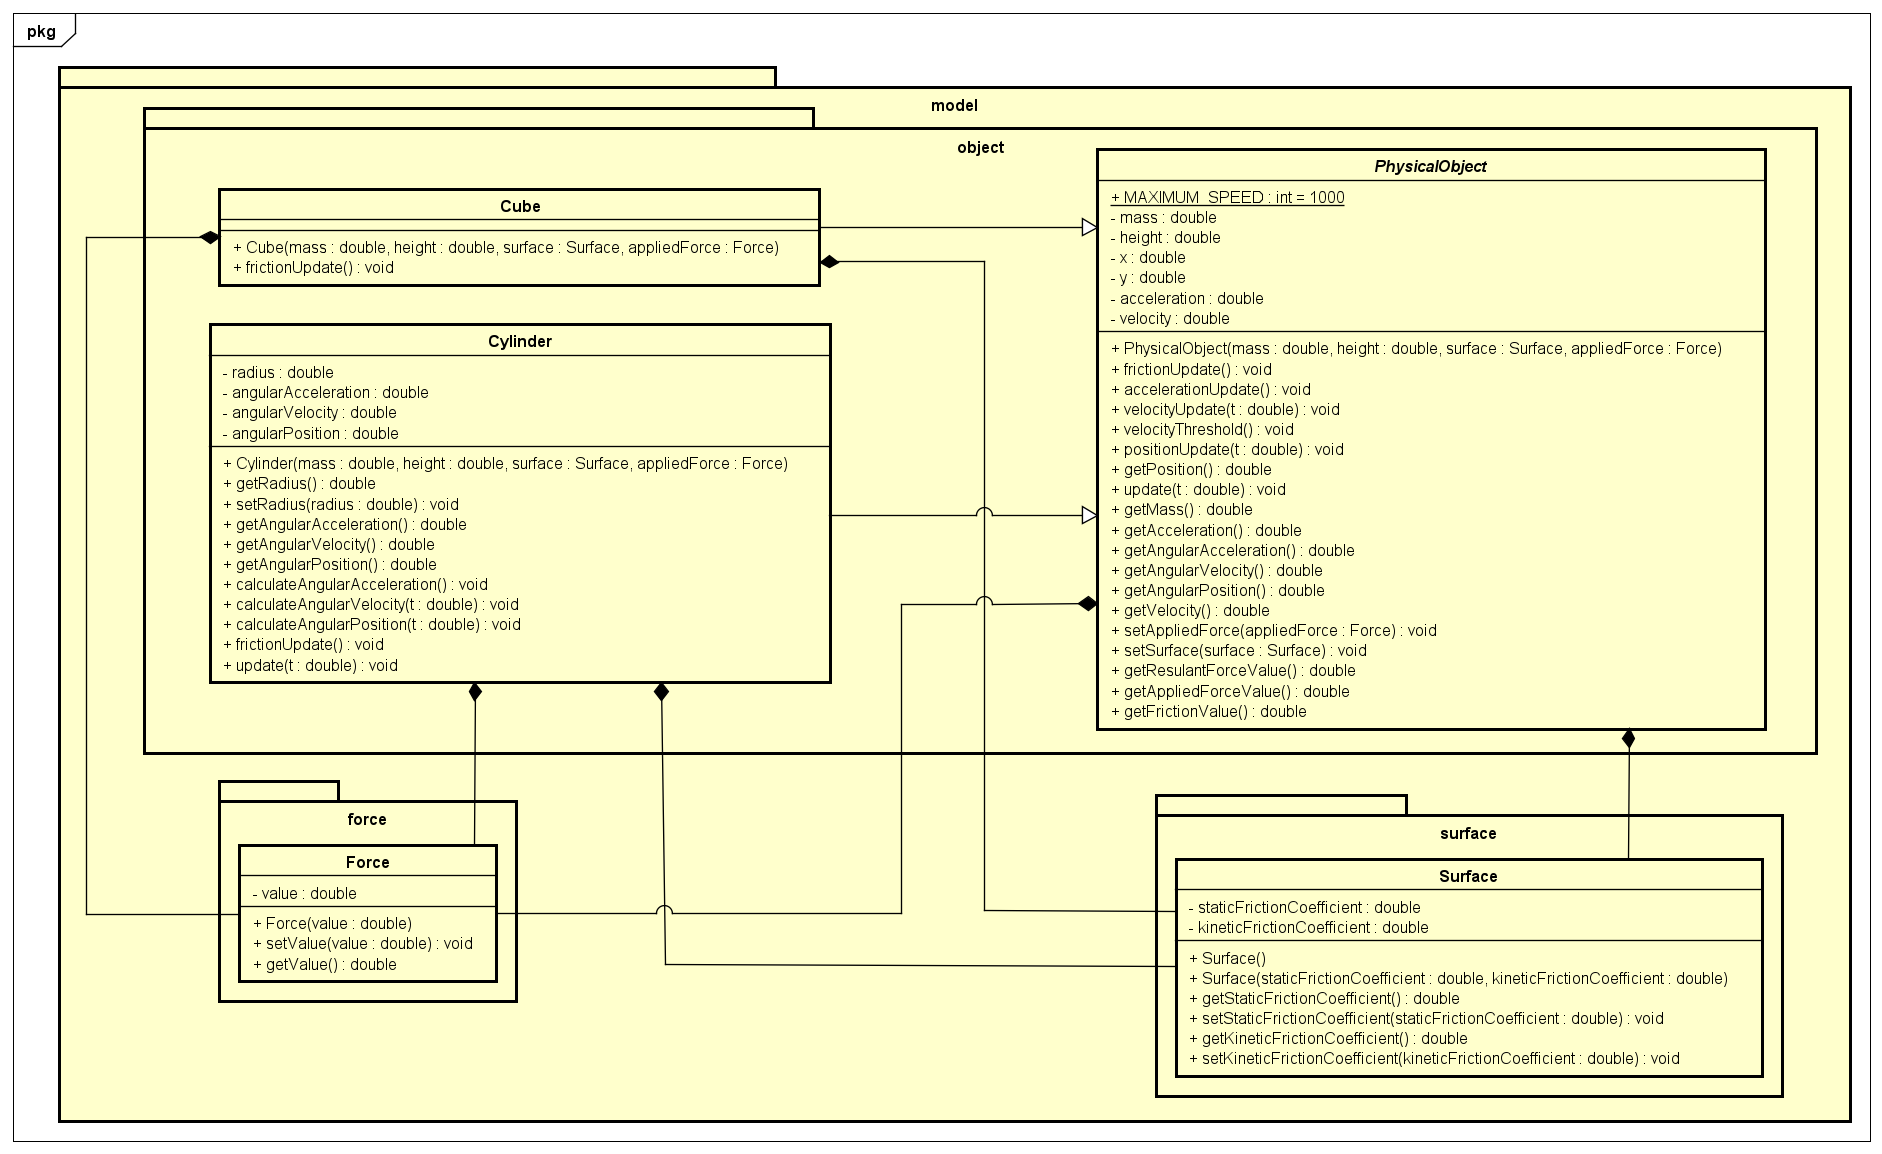 pkg
model
object
Cube
+ Cube(mass : double, height : double, surface : Surface, appliedForce : Force)
+ frictionUpdate() : void
Cylinder
- radius : double
- angularAcceleration : double
- angularVelocity : double
- angularPosition : double
+ Cylinder(mass : double, height : double, surface : Surface, appliedForce : Force)
+ getRadius() : double
+ setRadius(radius : double) : void
+ getAngularAcceleration() : double
+ getAngularVelocity() : double
+ getAngularPosition() : double
+ calculateAngularAcceleration() : void
+ calculateAngularVelocity(t : double) : void
+ calculateAngularPosition(t : double) : void
+ frictionUpdate() : void
+ update(t : double) : void
PhysicalObject
+ MAXIMUM_SPEED : int = 1000
- mass : double
- height : double
- x : double
- y : double
- acceleration : double
- velocity : double
+ PhysicalObject(mass : double, height : double, surface : Surface, appliedForce : Force)
+ frictionUpdate() : void
+ accelerationUpdate() : void
+ velocityUpdate(t : double) : void
+ velocityThreshold() : void
+ positionUpdate(t : double) : void
+ getPosition() : double
+ update(t : double) : void
+ getMass() : double
+ getAcceleration() : double
+ getAngularAcceleration() : double
+ getAngularVelocity() : double
+ getAngularPosition() : double
+ getVelocity() : double
+ setAppliedForce(appliedForce : Force) : void
+ setSurface(surface : Surface) : void
+ getResulantForceValue() : double
+ getAppliedForceValue() : double
+ getFrictionValue() : double
force
Force
- value : double
+ Force(value : double)
+ setValue(value : double) : void
+ getValue() : double
surface
Surface
- staticFrictionCoefficient : double
- kineticFrictionCoefficient : double
+ Surface()
+ Surface(staticFrictionCoefficient : double, kineticFrictionCoefficient : double)
+ getStaticFrictionCoefficient() : double
+ setStaticFrictionCoefficient(staticFrictionCoefficient : double) : void
+ getKineticFrictionCoefficient() : double
+ setKineticFrictionCoefficient(kineticFrictionCoefficient : double) : void